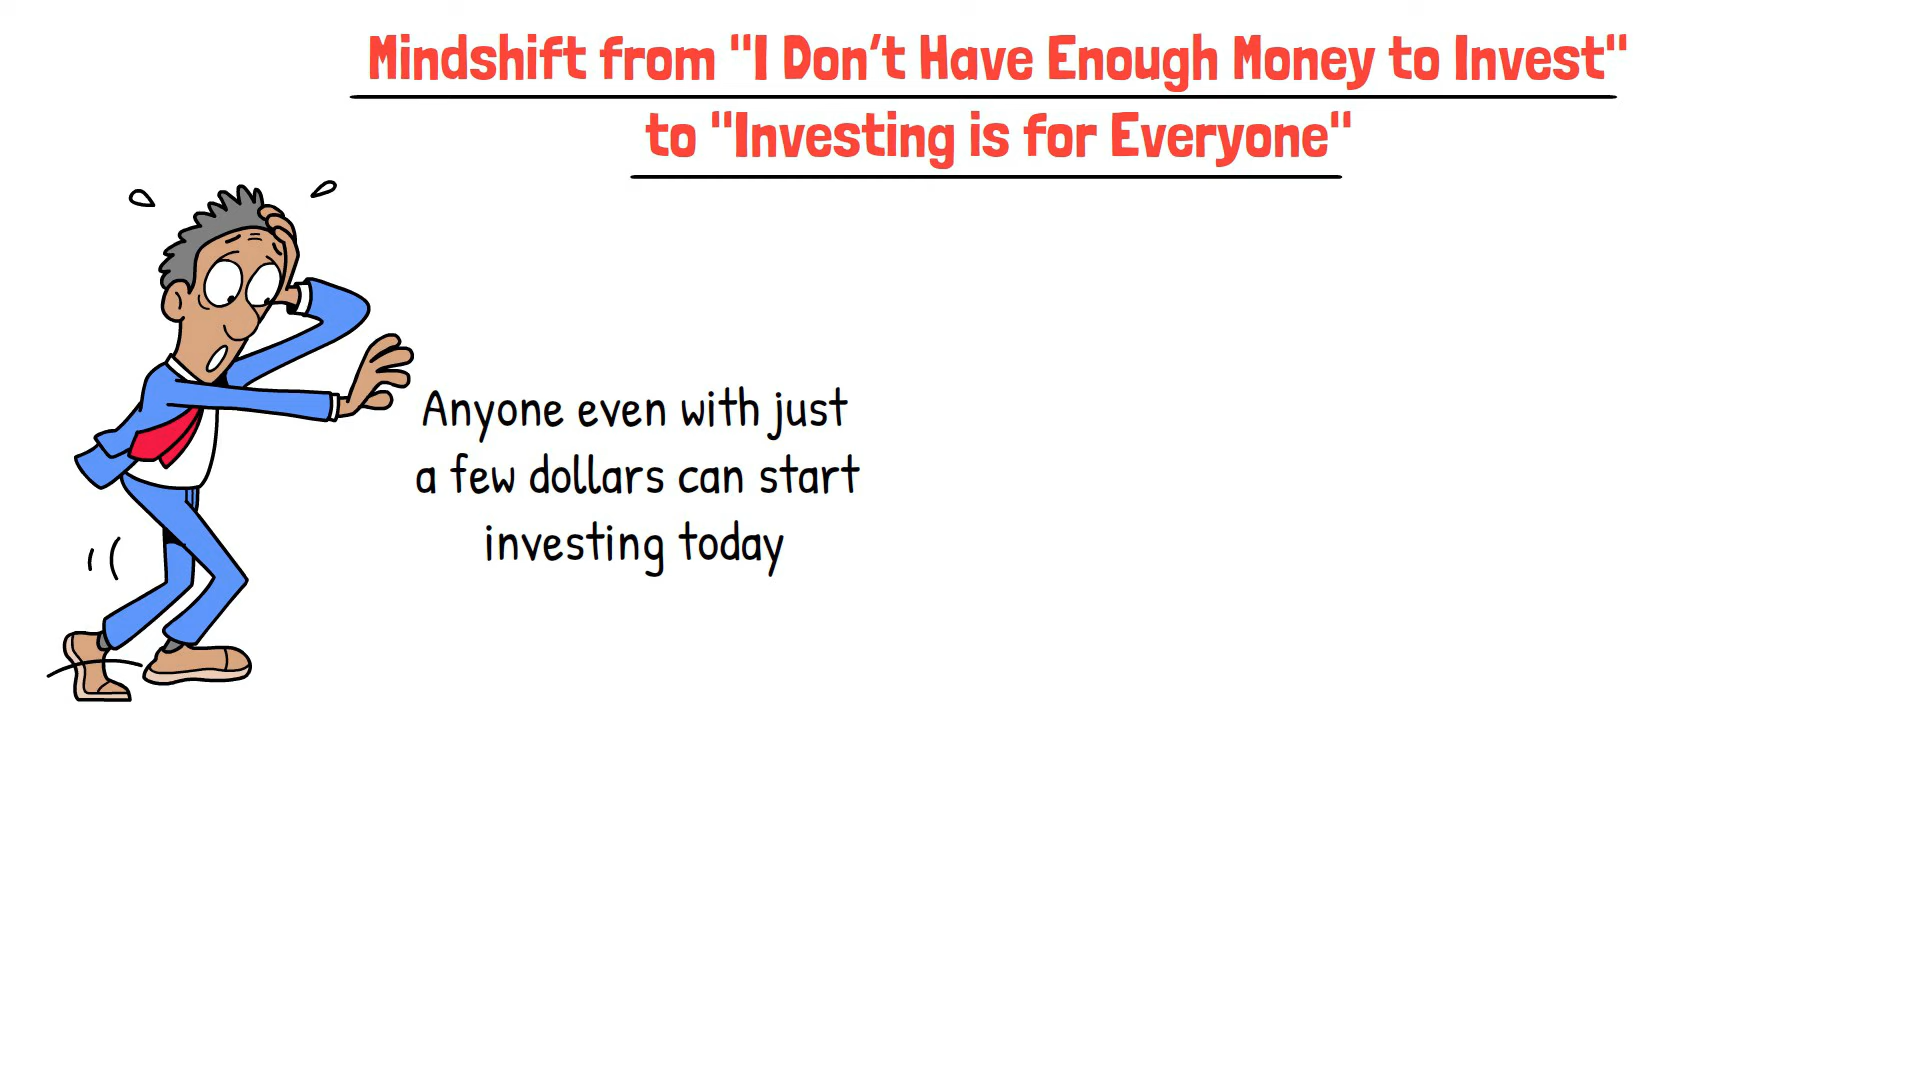 Mindshift from "I Don't Have Enough Money to Invest"
to "Investing is for Everyone"
Anyone even with just
a few dollars can start
investing today